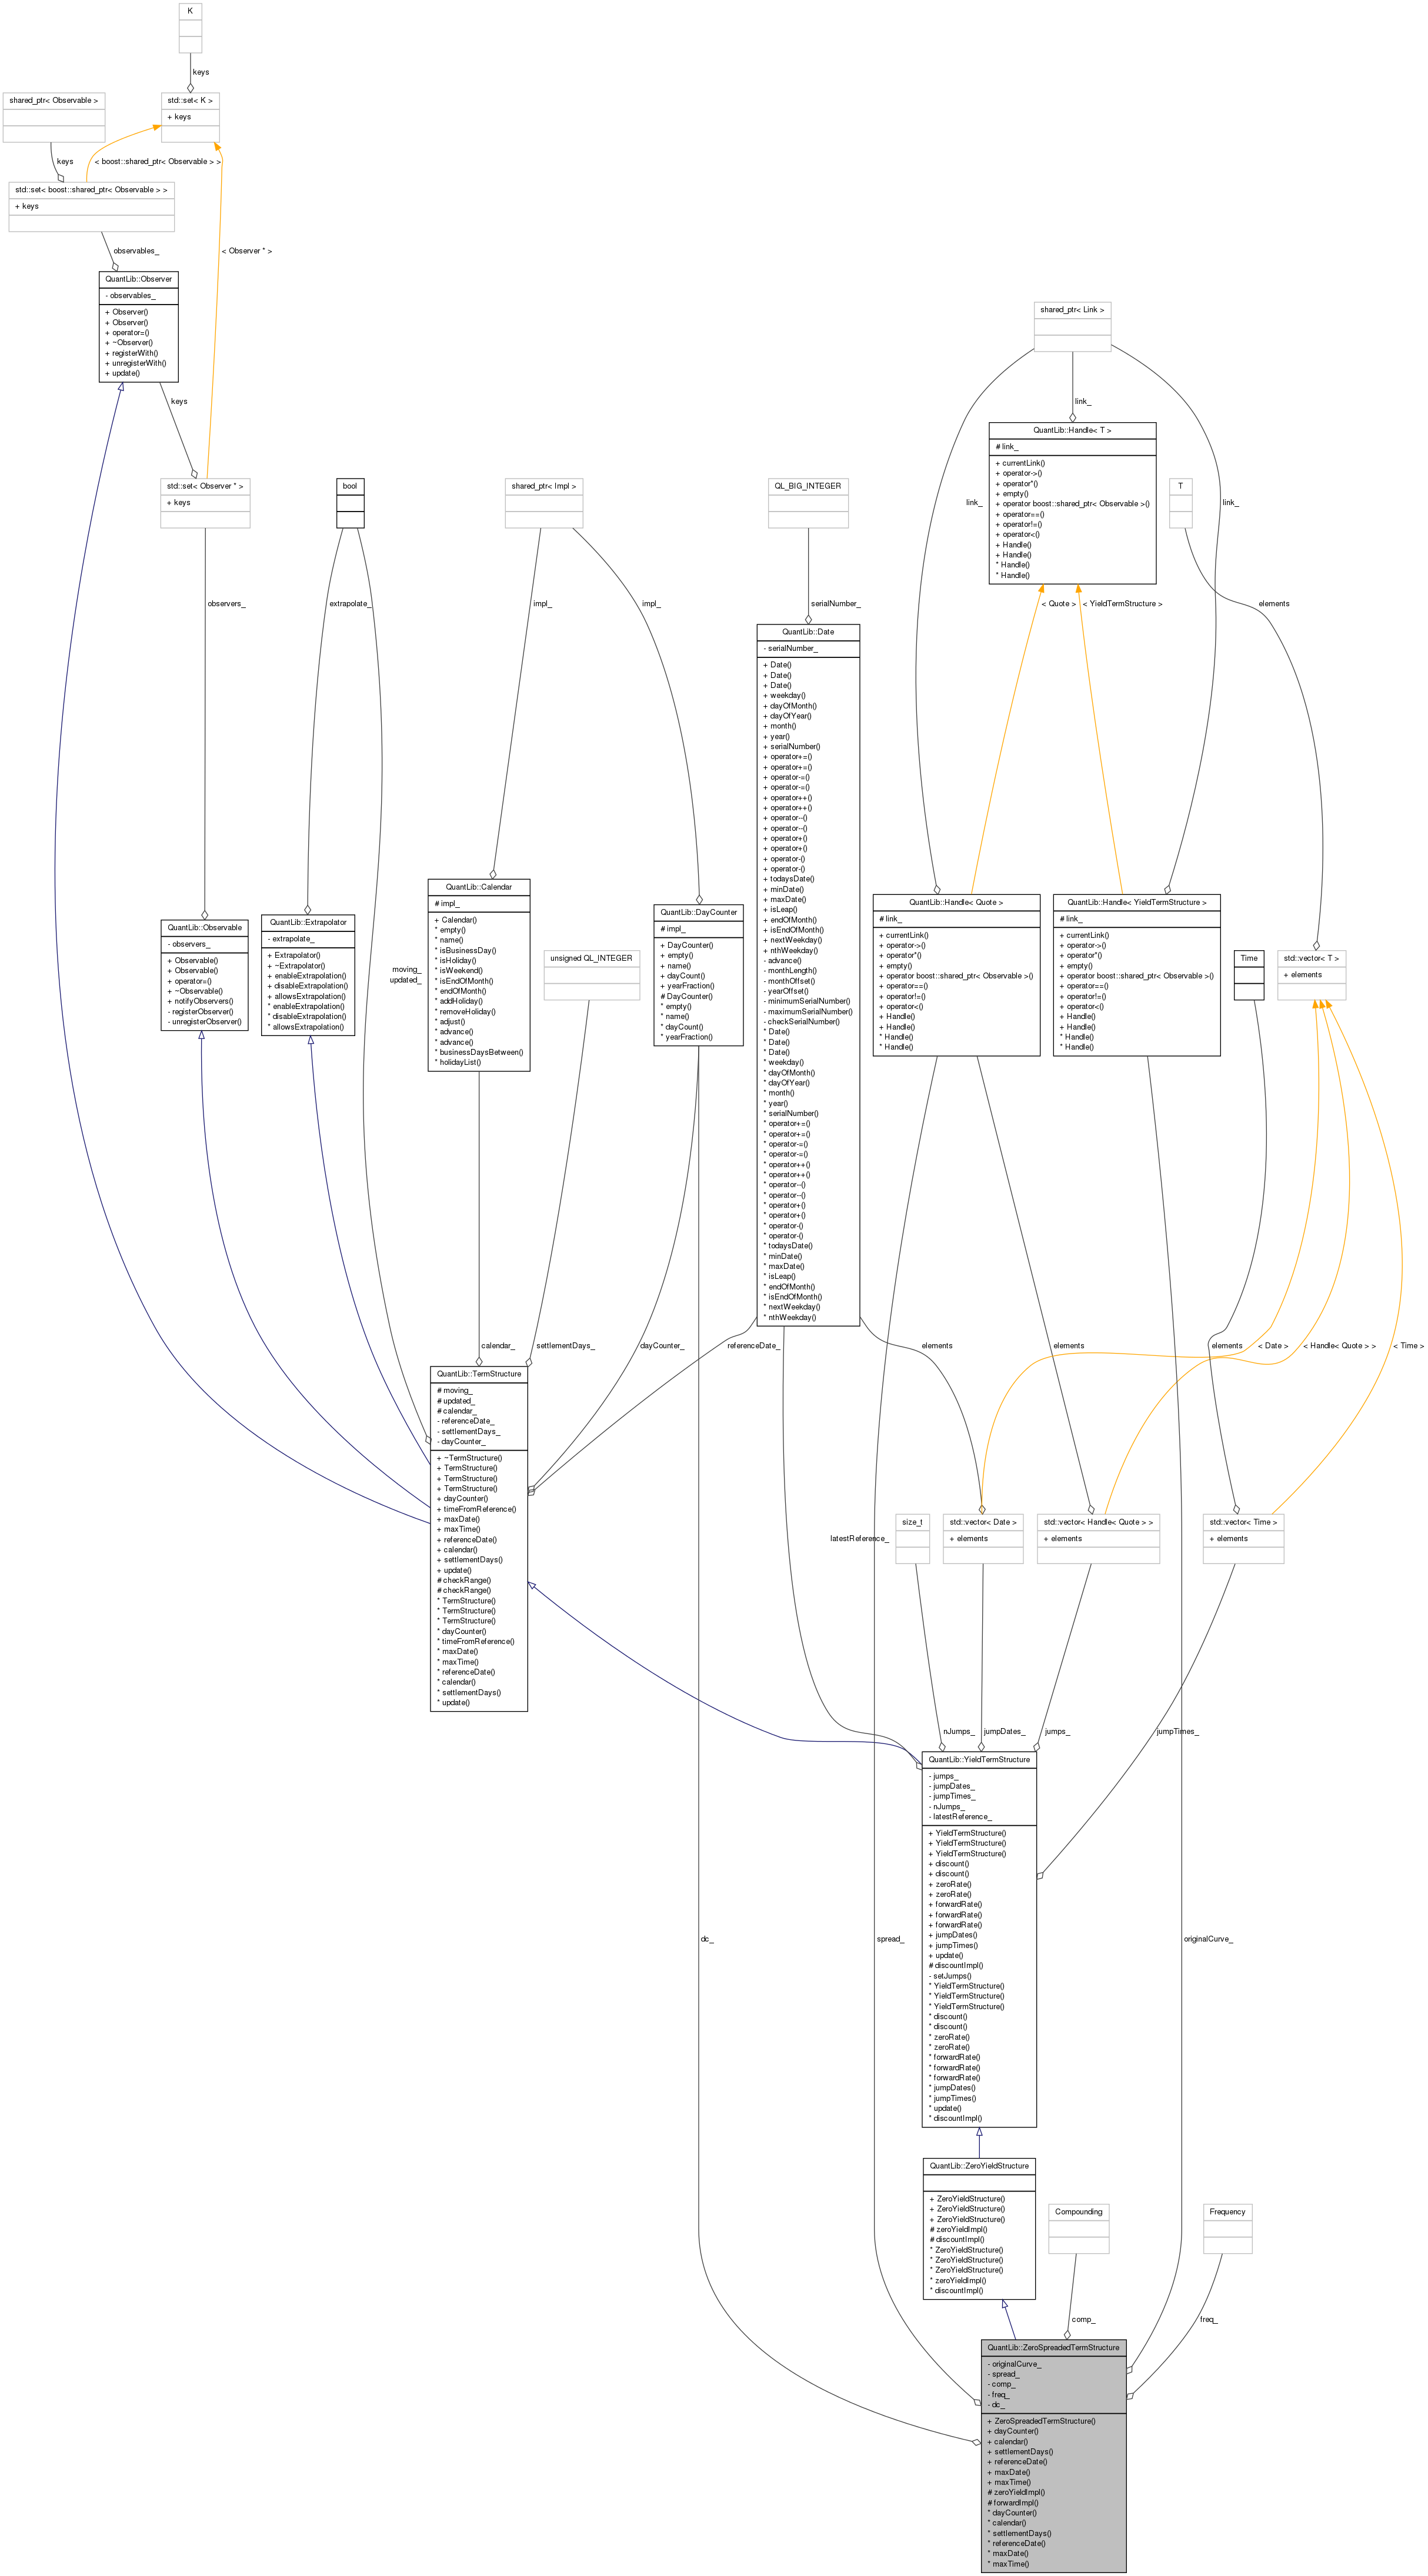 K
keys
shared_ptr< Observable >
std::set< K >
+ keys
keys
< boost::shared_ptr< Observable > >
std::set< boost::shared_ptr< Observable > >
+ keys
observables_
< Observer * >
QuantLib::Observer
- observables_
+ Observer()
+ Observer()
+ operator=()
+ ~Observer()
+ registerWith()
+ unregisterWith()
+ update()
keys
shared_ptr< Link >
link_
QuantLib::Handle< T >
# link_
+ currentLink()
+ operator->()
+ operator*()
+ empty()
+ operator boost::shared_ptr< Observable >()
+ operator==()
+ operator!=()
+ operator<()
+ Handle()
+ Handle()
* Handle()
* Handle()
std::set< Observer * >
+ keys
bool
shared_ptr< Impl >
QL_BIG_INTEGER
T
link_
link_
observers_
extrapolate_
impl_
impl_
serialNumber_
< Quote >
< YieldTermStructure >
elements
QuantLib::Date
- serialNumber_
+ Date()
+ Date()
+ Date()
+ weekday()
+ dayOfMonth()
+ dayOfYear()
+ month()
+ year()
+ serialNumber()
+ operator+=()
+ operator+=()
+ operator-=()
+ operator-=()
+ operator++()
+ operator++()
+ operator--()
+ operator--()
+ operator+()
+ operator+()
+ operator-()
+ operator-()
+ todaysDate()
+ minDate()
+ maxDate()
+ isLeap()
+ endOfMonth()
+ isEndOfMonth()
+ nextWeekday()
+ nthWeekday()
- advance()
- monthLength()
- monthOffset()
- yearOffset()
- minimumSerialNumber()
- maximumSerialNumber()
- checkSerialNumber()
* Date()
* Date()
* Date()
* weekday()
* dayOfMonth()
* dayOfYear()
* month()
* year()
* serialNumber()
* operator+=()
* operator+=()
* operator-=()
* operator-=()
* operator++()
* operator++()
* operator--()
* operator--()
* operator+()
* operator+()
* operator-()
* operator-()
* todaysDate()
* minDate()
* maxDate()
* isLeap()
* endOfMonth()
* isEndOfMonth()
* nextWeekday()
* nthWeekday()
QuantLib::Observable
- observers_
+ Observable()
+ Observable()
+ operator=()
+ ~Observable()
+ notifyObservers()
- registerObserver()
- unregisterObserver()
QuantLib::Extrapolator
- extrapolate_
+ Extrapolator()
+ ~Extrapolator()
+ enableExtrapolation()
+ disableExtrapolation()
+ allowsExtrapolation()
* enableExtrapolation()
* disableExtrapolation()
* allowsExtrapolation()
moving_
updated_
QuantLib::Calendar
# impl_
+ Calendar()
* empty()
* name()
* isBusinessDay()
* isHoliday()
* isWeekend()
* isEndOfMonth()
* endOfMonth()
* addHoliday()
* removeHoliday()
* adjust()
* advance()
* advance()
* businessDaysBetween()
* holidayList()
unsigned QL_INTEGER
QuantLib::DayCounter
# impl_
+ DayCounter()
+ empty()
+ name()
+ dayCount()
+ yearFraction()
# DayCounter()
* empty()
* name()
* dayCount()
* yearFraction()
QuantLib::Handle< Quote >
# link_
+ currentLink()
+ operator->()
+ operator*()
+ empty()
+ operator boost::shared_ptr< Observable >()
+ operator==()
+ operator!=()
+ operator<()
+ Handle()
+ Handle()
* Handle()
* Handle()
QuantLib::Handle< YieldTermStructure >
# link_
+ currentLink()
+ operator->()
+ operator*()
+ empty()
+ operator boost::shared_ptr< Observable >()
+ operator==()
+ operator!=()
+ operator<()
+ Handle()
+ Handle()
* Handle()
* Handle()
Time
std::vector< T >
+ elements
calendar_
settlementDays_
dayCounter_
referenceDate_
elements
elements
elements
< Date >
< Handle< Quote > >
< Time >
QuantLib::TermStructure
# moving_
# updated_
# calendar_
- referenceDate_
- settlementDays_
- dayCounter_
+ ~TermStructure()
+ TermStructure()
+ TermStructure()
+ TermStructure()
+ dayCounter()
+ timeFromReference()
+ maxDate()
+ maxTime()
+ referenceDate()
+ calendar()
+ settlementDays()
+ update()
# checkRange()
# checkRange()
* TermStructure()
* TermStructure()
* TermStructure()
* dayCounter()
* timeFromReference()
* maxDate()
* maxTime()
* referenceDate()
* calendar()
* settlementDays()
* update()
latestReference_
size_t
std::vector< Date >
+ elements
std::vector< Handle< Quote > >
+ elements
std::vector< Time >
+ elements
nJumps_
jumpDates_
jumps_
jumpTimes_
QuantLib::YieldTermStructure
- jumps_
- jumpDates_
- jumpTimes_
- nJumps_
- latestReference_
+ YieldTermStructure()
+ YieldTermStructure()
+ YieldTermStructure()
+ discount()
+ discount()
+ zeroRate()
+ zeroRate()
+ forwardRate()
+ forwardRate()
+ forwardRate()
+ jumpDates()
+ jumpTimes()
+ update()
# discountImpl()
- setJumps()
* YieldTermStructure()
* YieldTermStructure()
* YieldTermStructure()
* discount()
* discount()
* zeroRate()
* zeroRate()
* forwardRate()
* forwardRate()
* forwardRate()
* jumpDates()
* jumpTimes()
* update()
* discountImpl()
dc_
spread_
originalCurve_
QuantLib::ZeroYieldStructure
+ ZeroYieldStructure()
+ ZeroYieldStructure()
+ ZeroYieldStructure()
# zeroYieldImpl()
# discountImpl()
* ZeroYieldStructure()
* ZeroYieldStructure()
* ZeroYieldStructure()
* zeroYieldImpl()
* discountImpl()
Compounding
Frequency
comp_
freq_
QuantLib::ZeroSpreadedTermStructure
- originalCurve_
- spread_
- comp_
- freq_
- dc_
+ ZeroSpreadedTermStructure()
+ dayCounter()
+ calendar()
+ settlementDays()
+ referenceDate()
+ maxDate()
+ maxTime()
# zeroYieldImpl()
# forwardImpl()
* dayCounter()
* calendar()
* settlementDays()
* referenceDate()
* maxDate()
* maxTime()